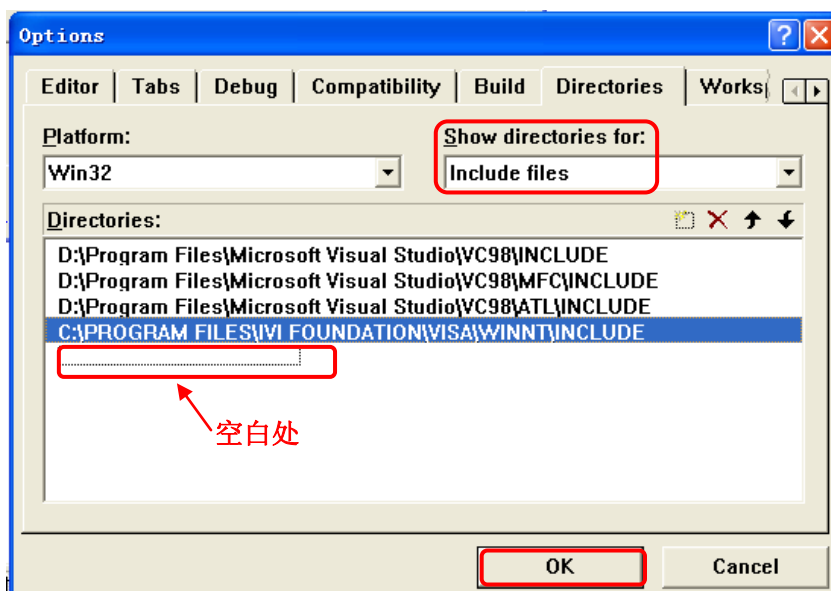 Options
Editor Tabs Debug Compatibility Build Directories Works
Platform: Show directories for:
Win32 Include files
Directories:
D:\Program Files\Microsoft Visual Studio\VC98\INCLUDE
D:\Program Files\Microsoft Visual Studio\VC98\MFC\INCLUDE
D:\Program Files\Microsoft Visual Studio\VC98\ATL\INCLUDE
C:\PROGRAM FILES\IVI FOUNDATION\VISA\WINNT\INCLUDE
空白处
OK Cancel